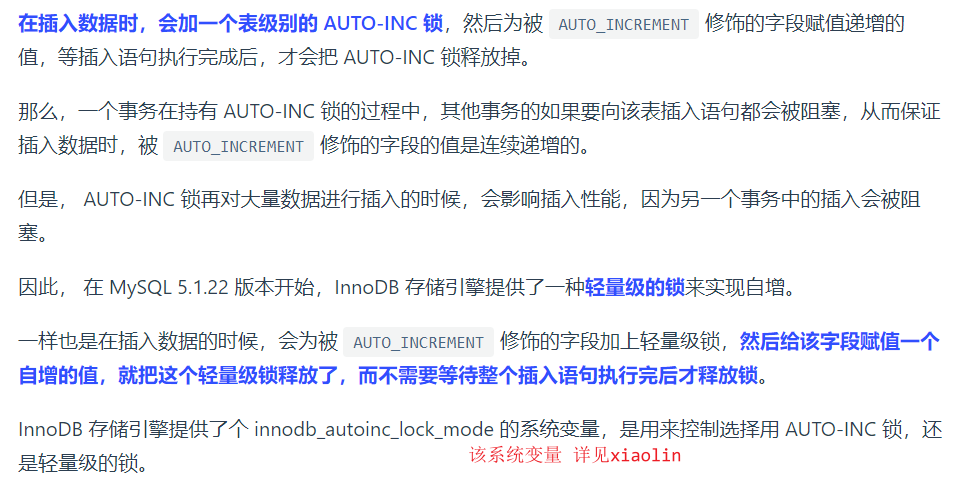 在插入数据时，会加一个表级别的 AUTO-INC 锁，然后为被 AUTO_INCREMENT 修饰的字段赋值递增的
值，等插入语句执行完成后，才会把 AUTO-INC 锁释放掉。
那么，一个事务在持有 AUTO-INC 锁的过程中，其他事务的如果要向该表插入语句都会被阻塞，从而保证
插入数据时，被 AUTO_INCREMENT 修饰的字段的值是连续递增的。
但是， AUTO-INC 锁再对大量数据进行插入的时候，会影响插入性能，因为另一个事务中的插入会被阻
塞。
因此， 在 MySQL 5.1.22 版本开始，InnoDB 存储引擎提供了一种轻量级的锁来实现自增。
一样也是在插入数据的时候，会为被 AUTO_INCREMENT 修饰的字段加上轻量级锁，然后给该字段赋值一个
自增的值，就把这个轻量级锁释放了，而不需要等待整个插入语句执行完后才释放锁。
InnoDB 存储引擎提供了个 innodb_autoinc_lock_mode 的系统变量，是用来控制选择用 AUTO-INC 锁，还
是轻量级的锁。
该系统变量 详见xiaolin